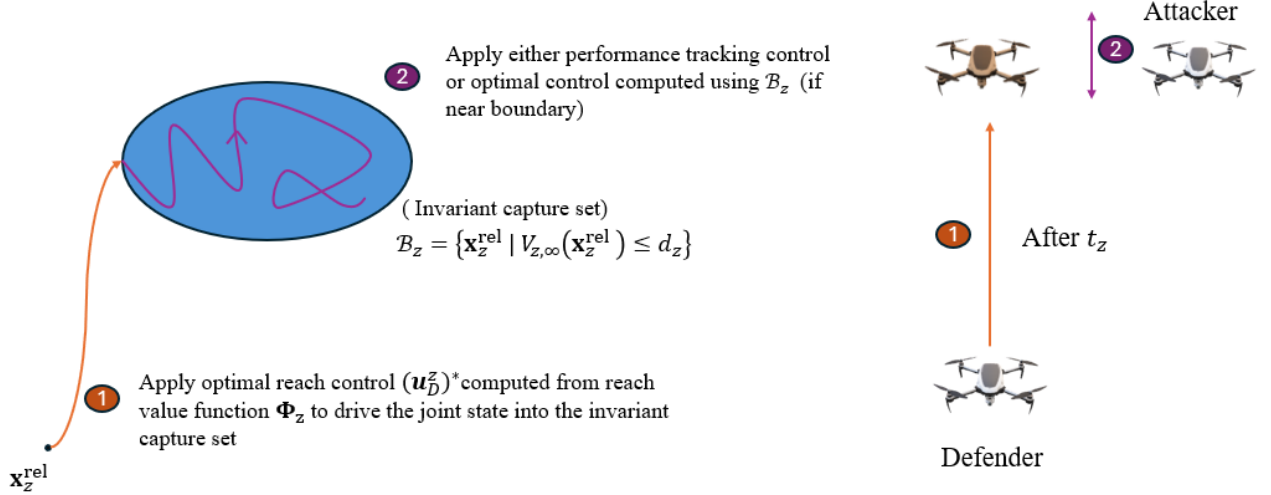 2
Apply either performance tracking control
or optimal control computed using ℬ_z (if
near boundary)
( Invariant capture set)
ℬ_z = {𝐱_z^rel | V_{z,∞}(𝐱_z^rel) ≤ d_z}
1
Apply optimal reach control (𝒖_D^z)^*computed from reach
value function 𝚽_z to drive the joint state into the invariant
capture set
𝐱_z^rel
Attacker
2
1
After t_z
Defender